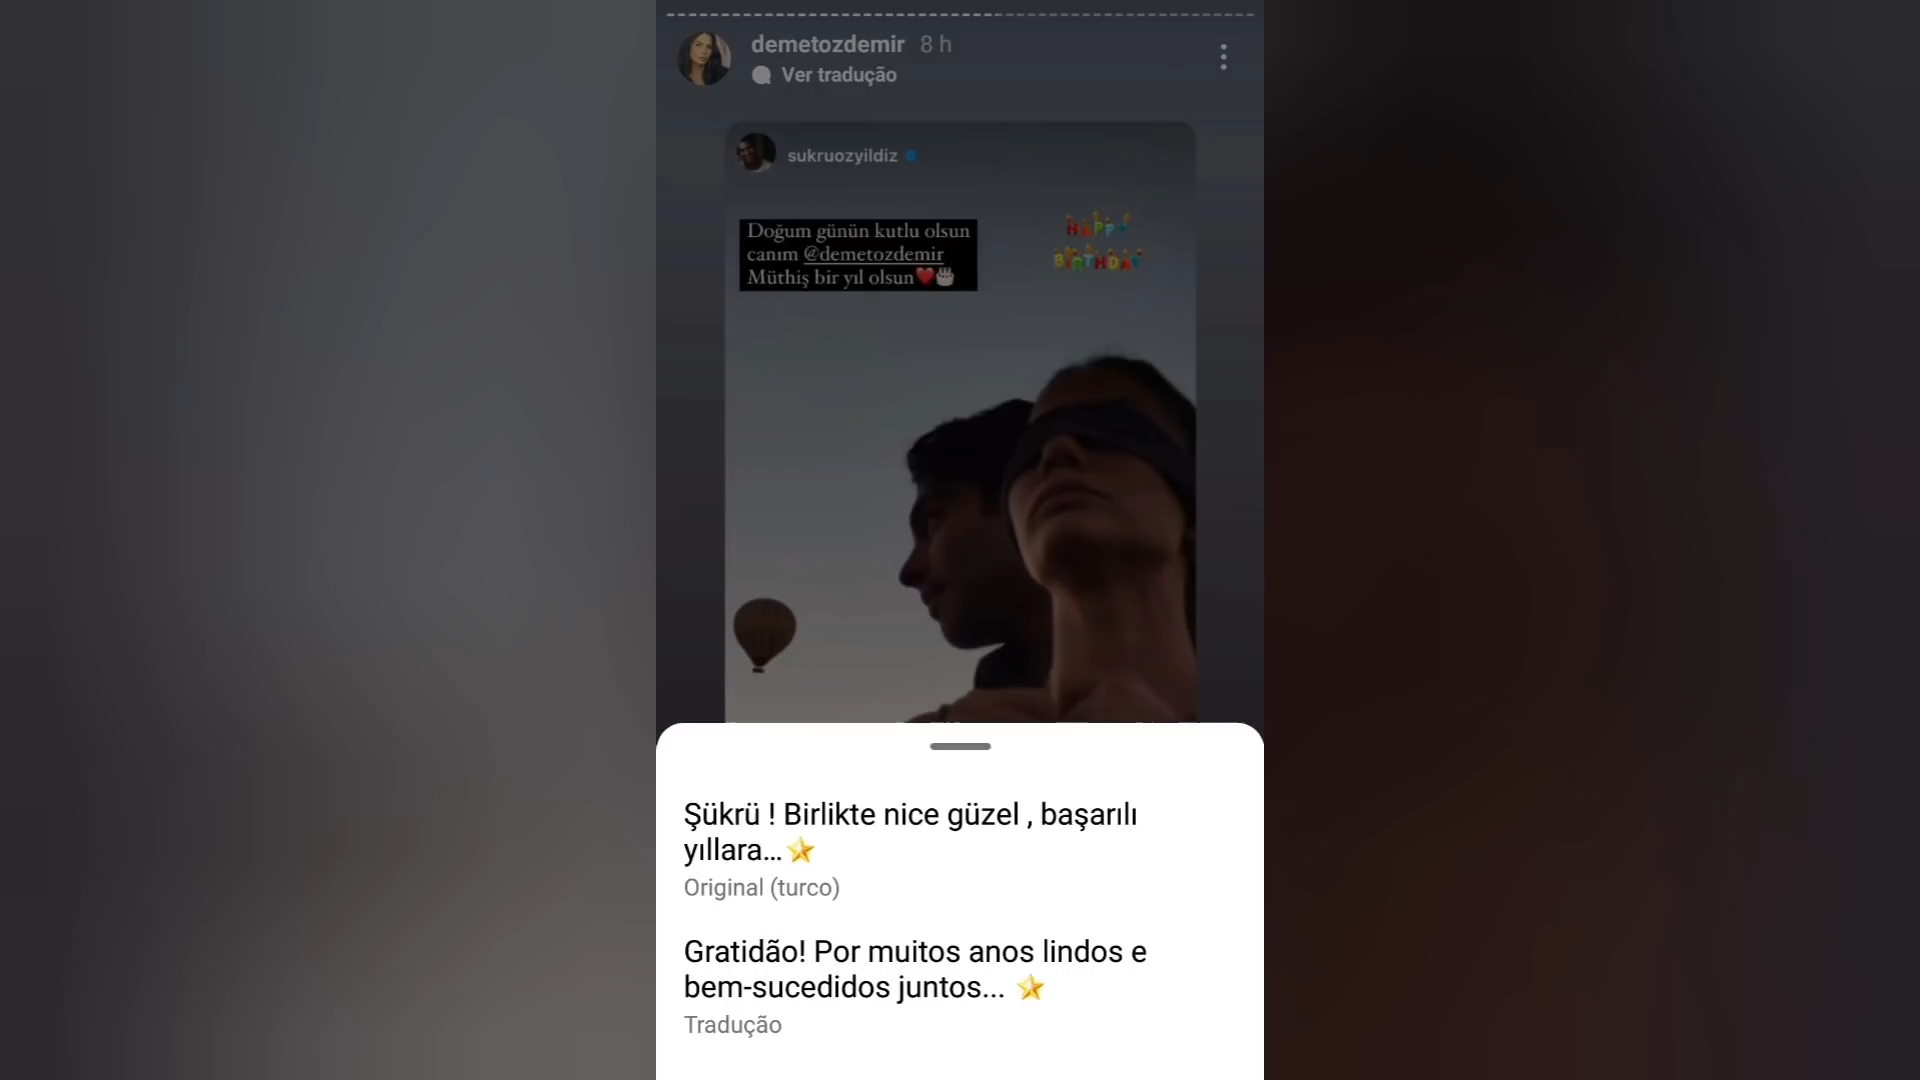 demetozdemir 8 h
Ver tradução
sukruozyildiz
Doğum günün kutlu olsun
canım @demetozdemir
Müthiş bir yıl olsun❤️🎂
HAPPY
BIRTHDAY
Şükrü ! Birlikte nice güzel , başarılı
yıllara...⭐
Original (turco)
Gratidão! Por muitos anos lindos e
bem-sucedidos juntos... ⭐
Tradução